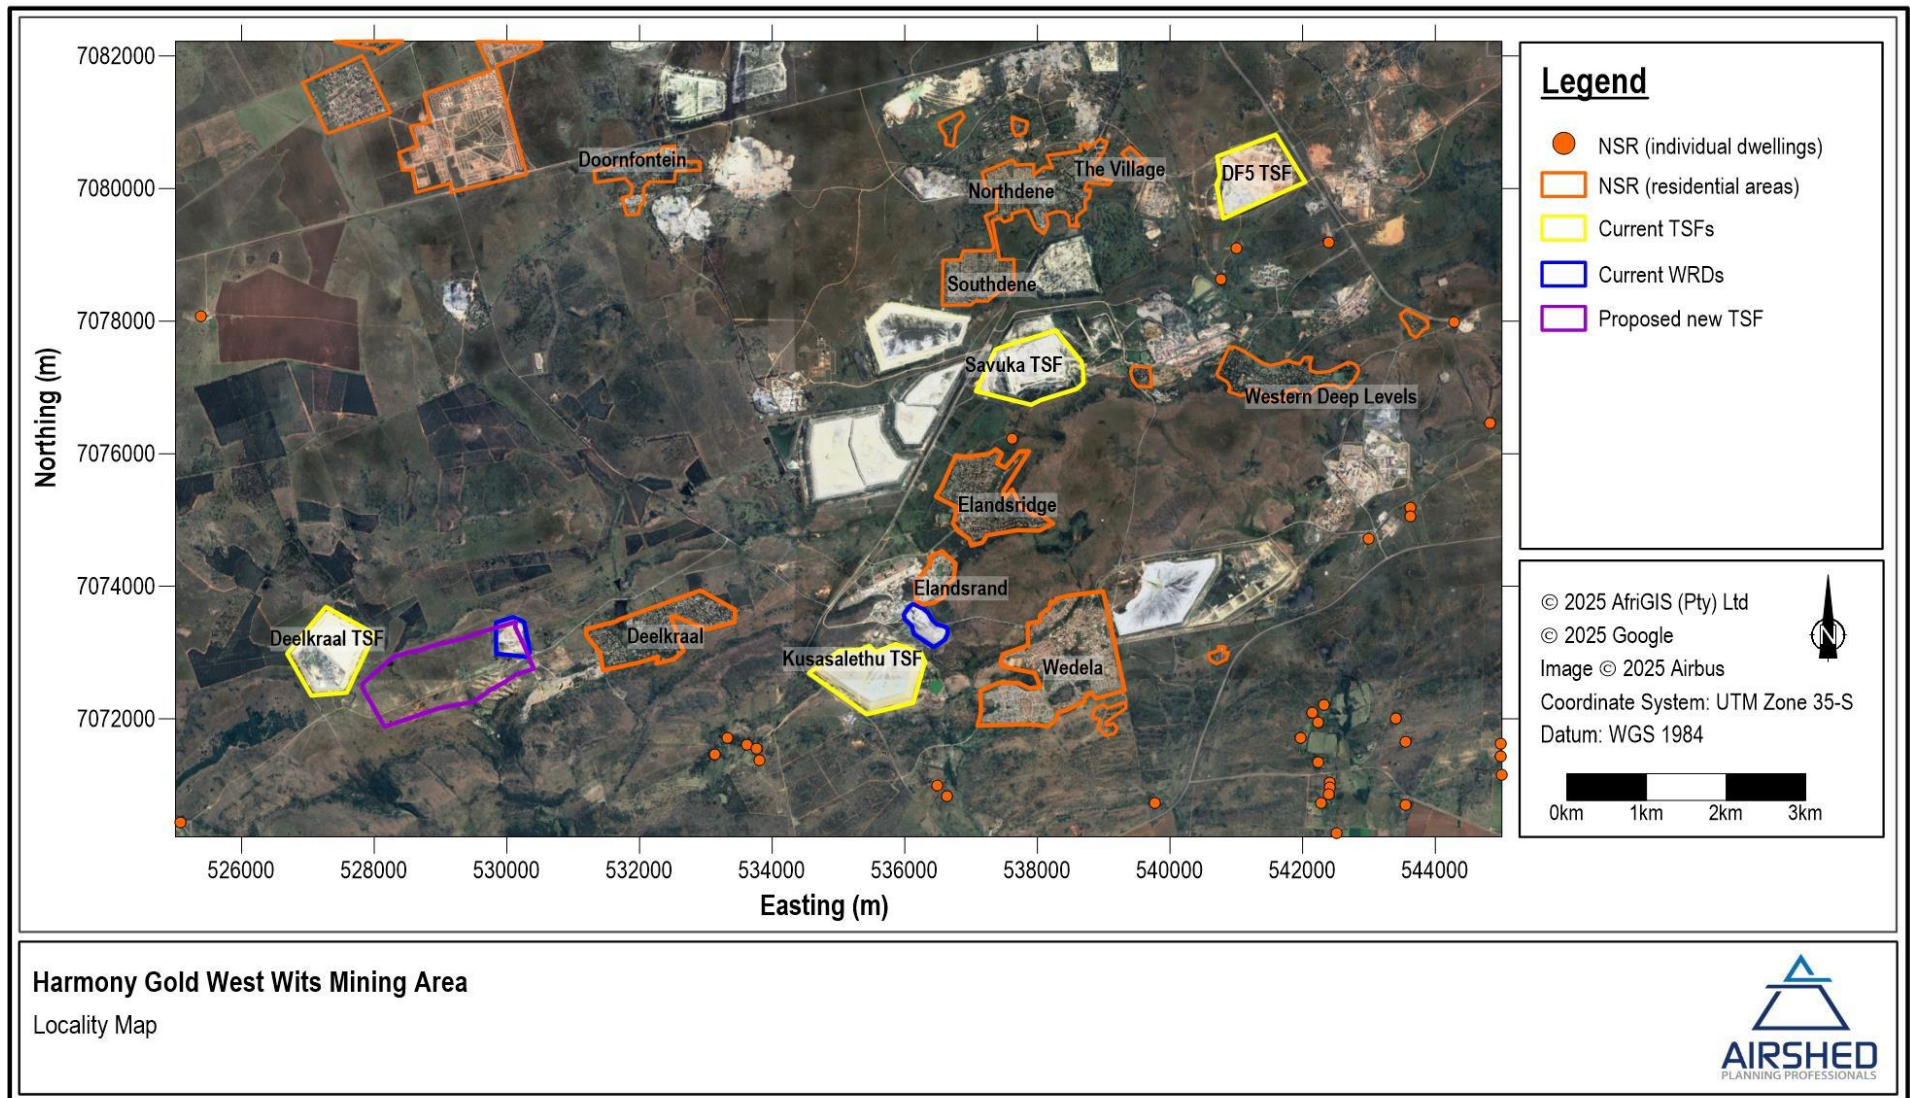 7082000
7080000
7078000
7076000
7074000
7072000
Northing (m)
526000 528000 530000 532000 534000 536000 538000 540000 542000 544000
Easting (m)
Doornfontein
The Village
Northdene
DF5 TSF
Southdene
Savuka TSF
Western Deep Levels
Elandsridge
Elandsrand
Deelkraal TSF
Deelkraal
Kusasalethu TSF
Wedela
Legend
NSR (individual dwellings)
NSR (residential areas)
Current TSFs
Current WRDs
Proposed new TSF
© 2025 AfriGIS (Pty) Ltd
© 2025 Google
Image © 2025 Airbus
Coordinate System: UTM Zone 35-S
Datum: WGS 1984
N
0km 1km 2km 3km
Harmony Gold West Wits Mining Area
Locality Map
AIRSHED
PLANNING PROFESSIONALS